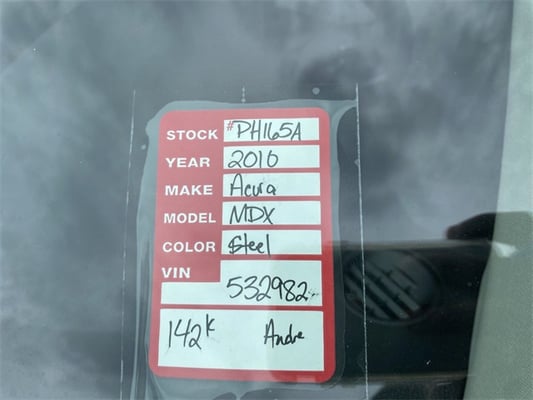 STOCK #PH165A
YEAR 2010
MAKE Acura
MODEL MDX
COLOR Steel
VIN
532982
142K Andre